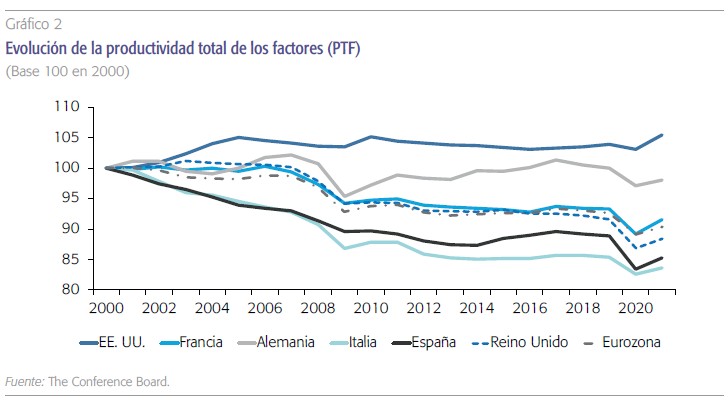 Gráfico 2
Evolución de la productividad total de los factores (PTF)
(Base 100 en 2000)
110
105
100
95
90
85
80
2000 2002 2004 2006 2008 2010 2012 2014 2016 2018 2020
EE. UU. Francia Alemania Italia España Reino Unido Eurozona
Fuente: The Conference Board.